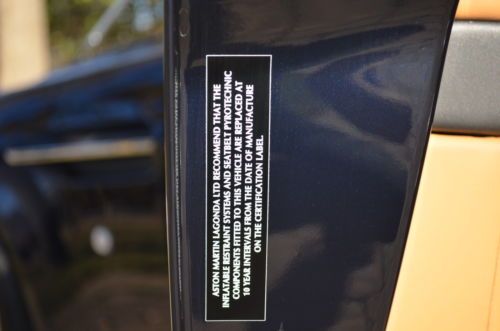 ASTON MARTIN LAGONDA LTD RECOMMEND THAT THE
INFLATABLE RESTRAINT SYSTEMS AND SEATBELT PYROTECHNIC
COMPONENTS FITTED TO THIS VEHICLE ARE REPLACED AT
10 YEAR INTERVALS FROM THE DATE OF MANUFACTURE
ON THE CERTIFICATION LABEL.